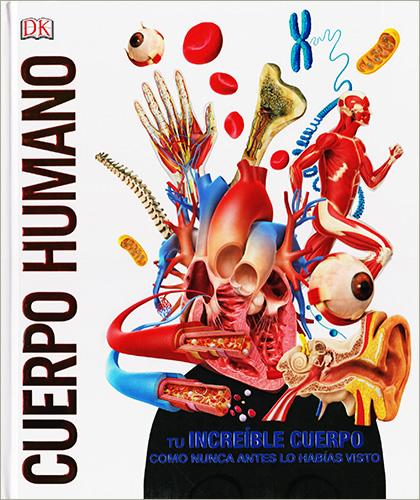 DK
CUERPO HUMANO
TU INCREÍBLE CUERPO
COMO NUNCA ANTES LO HABÍAS VISTO